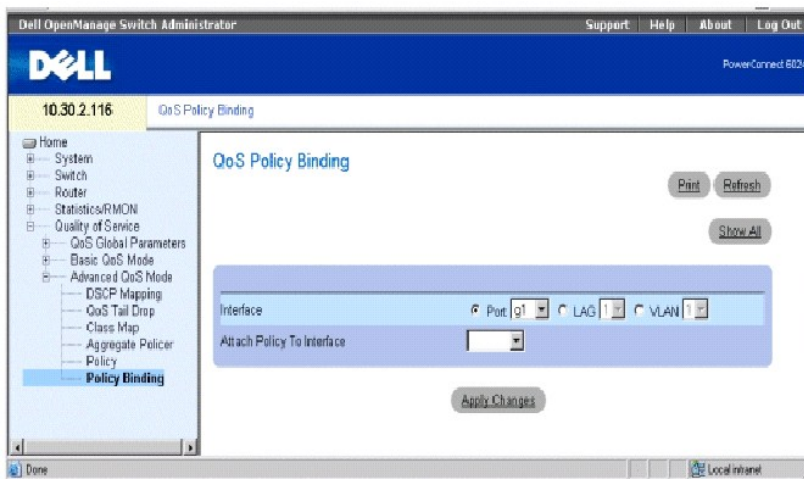 Dell OpenManage Switch Administrator Support Help About Log Out
DELL
PowerConnect 6024
10.30.2.116 QoS Policy Binding
Home
System
Switch
Router
Statistics/RMON
Quality of Service
QoS Global Parameters
Basic QoS Mode
Advanced QoS Mode
DSCP Mapping
QoS Tail Drop
Class Map
Aggregate Policer
Policy
Policy Binding
QoS Policy Binding
Print Refresh
Show All
Interface Port g1 LAG 1 VLAN 1
Attach Policy To Interface
Apply Changes
Done Local intranet